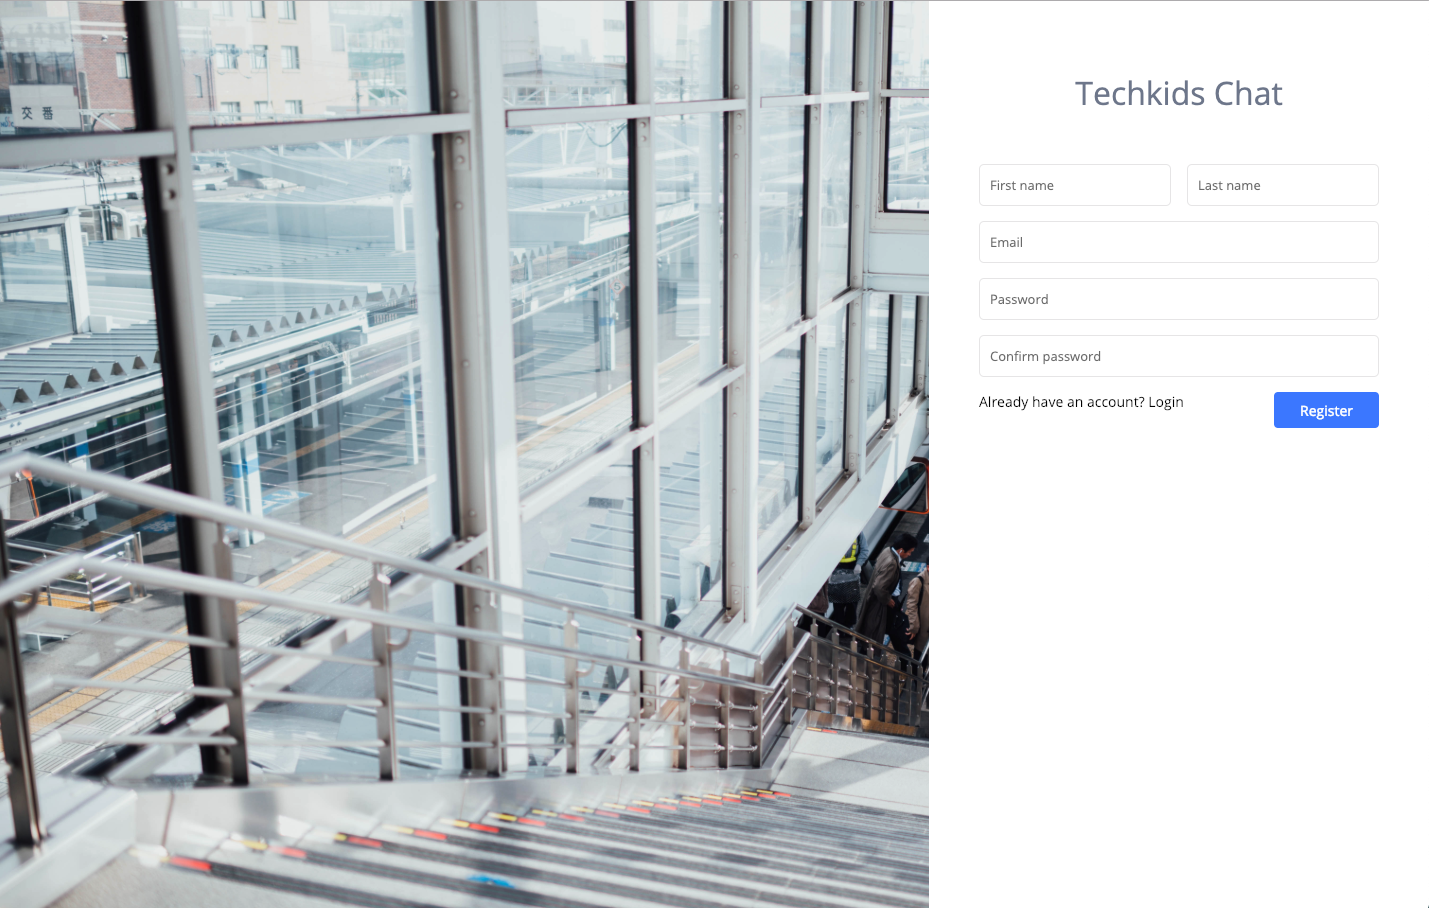 交番
Techkids Chat
First name
Last name
Email
Password
Confirm password
Already have an account? Login
Register